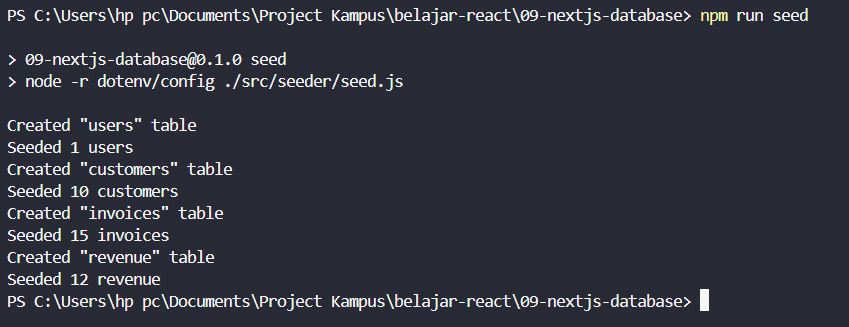 PS C:\Users\hp pc\Documents\Project Kampus\belajar-react\09-nextjs-database> npm run seed
> 09-nextjs-database@0.1.0 seed
> node -r dotenv/config ./src/seeder/seed.js
Created "users" table
Seeded 1 users
Created "customers" table
Seeded 10 customers
Created "invoices" table
Seeded 15 invoices
Created "revenue" table
Seeded 12 revenue
PS C:\Users\hp pc\Documents\Project Kampus\belajar-react\09-nextjs-database>